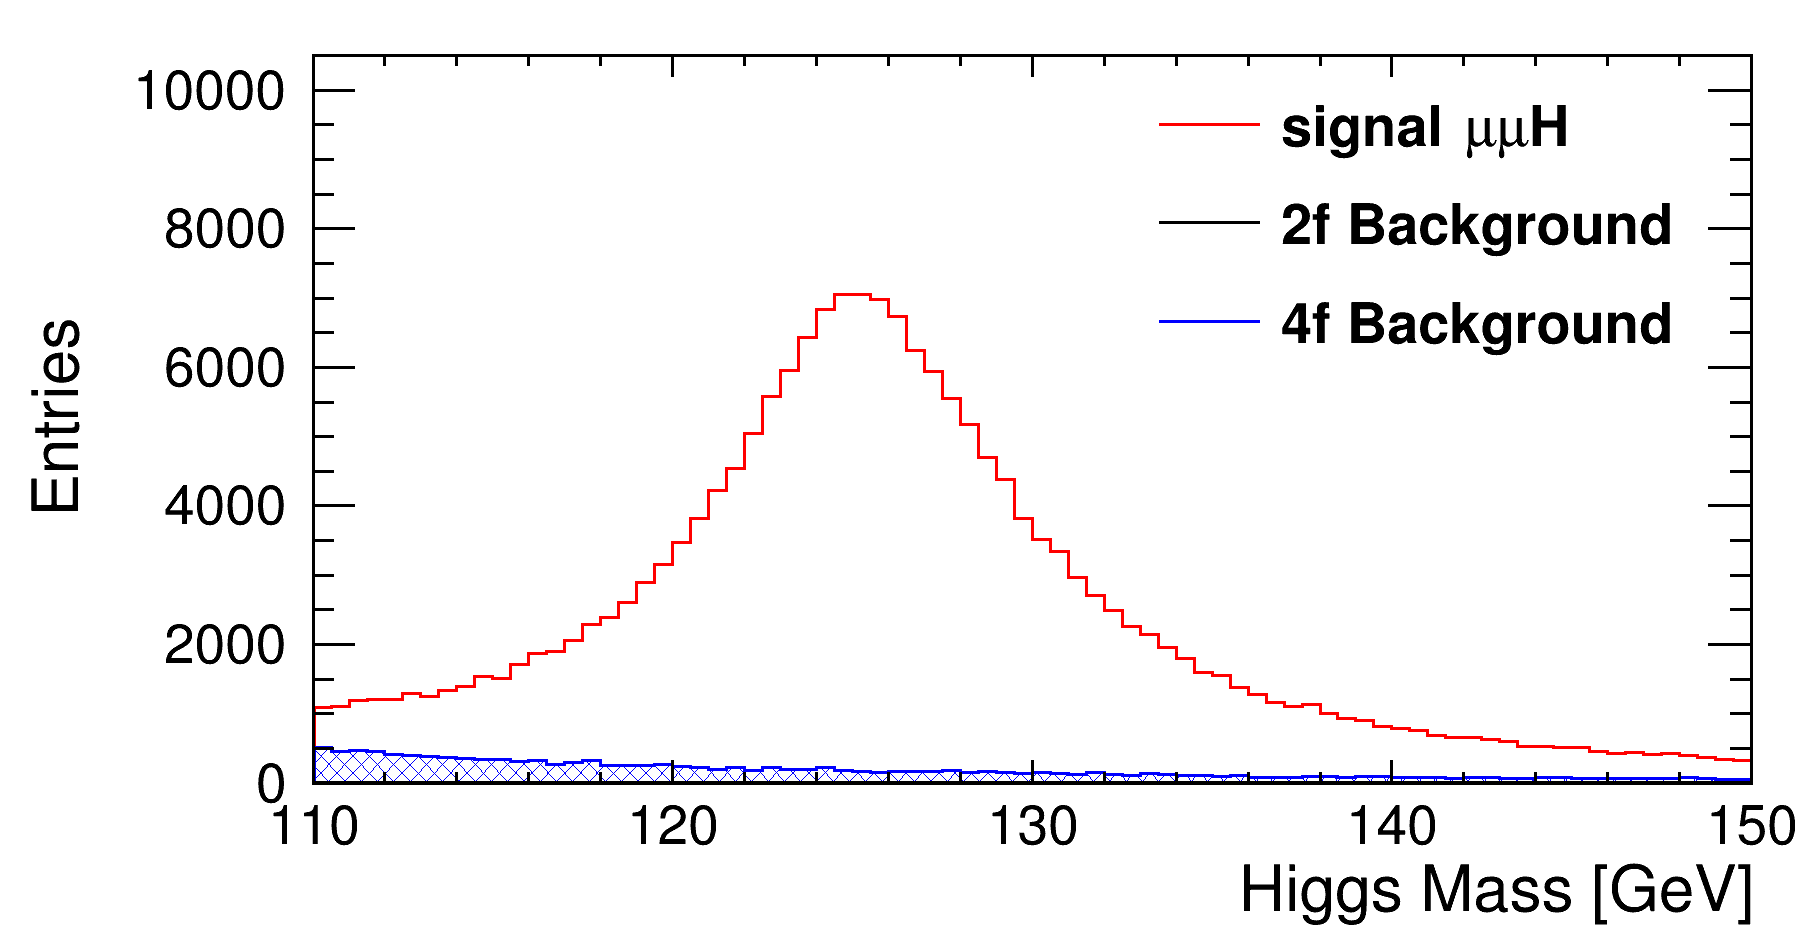 10000
8000
6000
4000
2000
0
Entries
signal μμH
2f Background
4f Background
110 120 130 140 150
Higgs Mass [GeV]